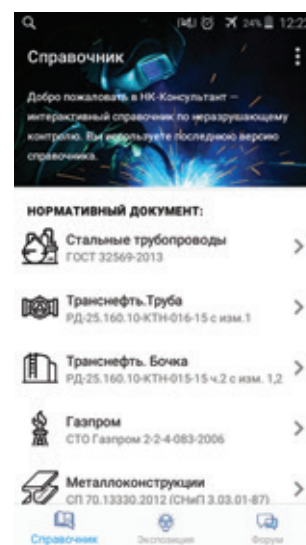 24% 12:22
Справочник
Добро пожаловать в НК-Консультант —
интерактивный справочник по неразрушающему
контролю. Вы используете последнюю версию
справочника.
НОРМАТИВНЫЙ ДОКУМЕНТ:
Стальные трубопроводы
ГОСТ 32569-2013
Транснефть.Труба
РД-25.160.10-КТН-016-15 с изм.1
Транснефть. Бочка
РД-25.160.10-КТН-015-15 ч.2 с изм. 1,2
Газпром
СТО Газпром 2-2.4-083-2006
Металлоконструкции
СП 70.13330.2012 (СНиП 3.03.01-87)
Справочник Экспозиция Форум